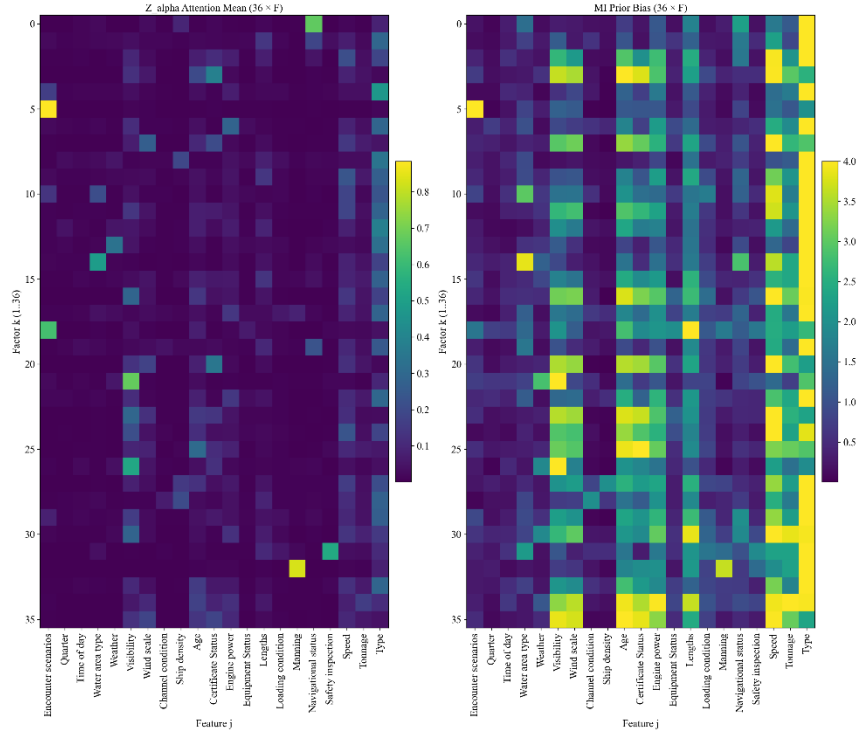 Z_alpha Attention Mean (36 × F)
0
5
10
15
20
25
30
35
Factor k (1..36)
Encounter scenarios
Quarter
Time of day
Water area type
Weather
Visibility
Wind scale
Channel condition
Ship density
Age
Certificate Status
Engine power
Equipment Status
Lengths
Loading condition
Manning
Navigational status
Safety inspection
Speed
Tonnage
Type
Feature j
0.8
0.7
0.6
0.5
0.4
0.3
0.2
0.1
MI Prior Bias (36 × F)
0
5
10
15
20
25
30
35
Factor k (1..36)
Encounter scenarios
Quarter
Time of day
Water area type
Weather
Visibility
Wind scale
Channel condition
Ship density
Age
Certificate Status
Engine power
Equipment Status
Lengths
Loading condition
Manning
Navigational status
Safety inspection
Speed
Tonnage
Type
Feature j
4.0
3.5
3.0
2.5
2.0
1.5
1.0
0.5